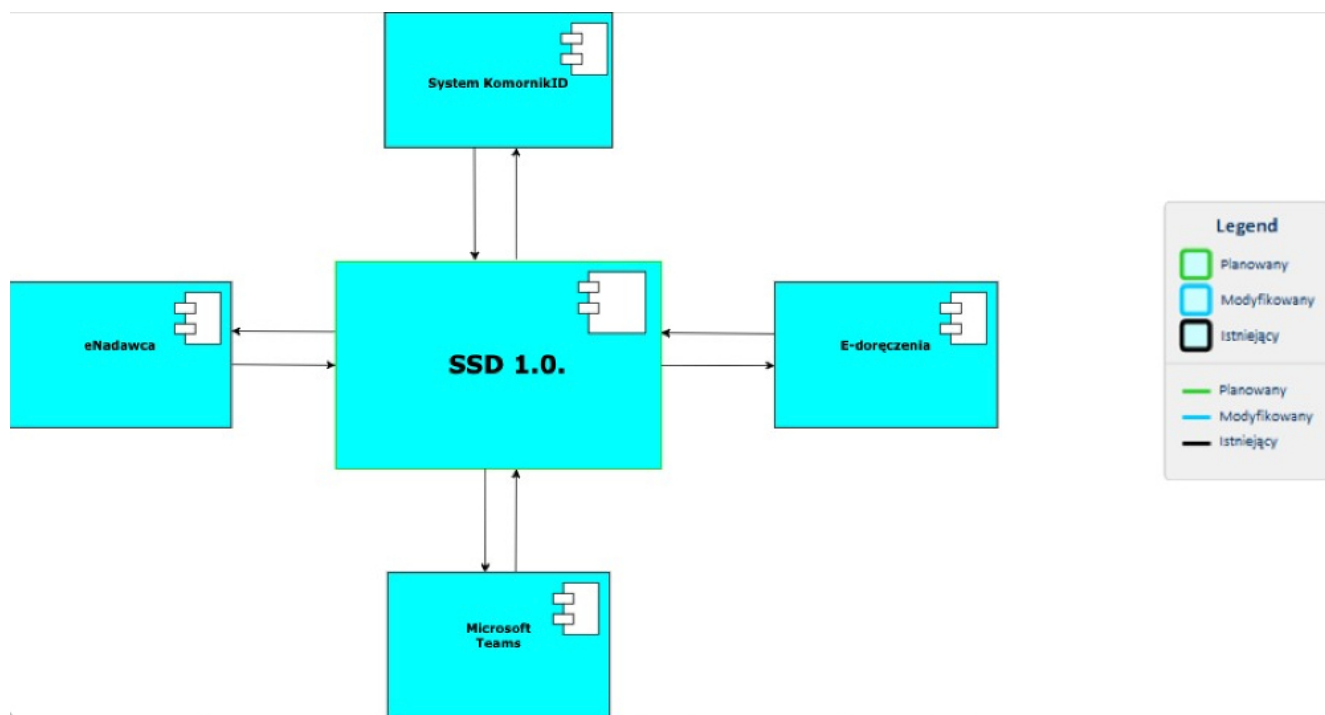 System KomornikID
eNadawca
SSD 1.0.
E-doręczenia
Microsoft
Teams
Legend
Planowany
Modyfikowany
Istniejący
Planowany
Modyfikowany
Istniejący